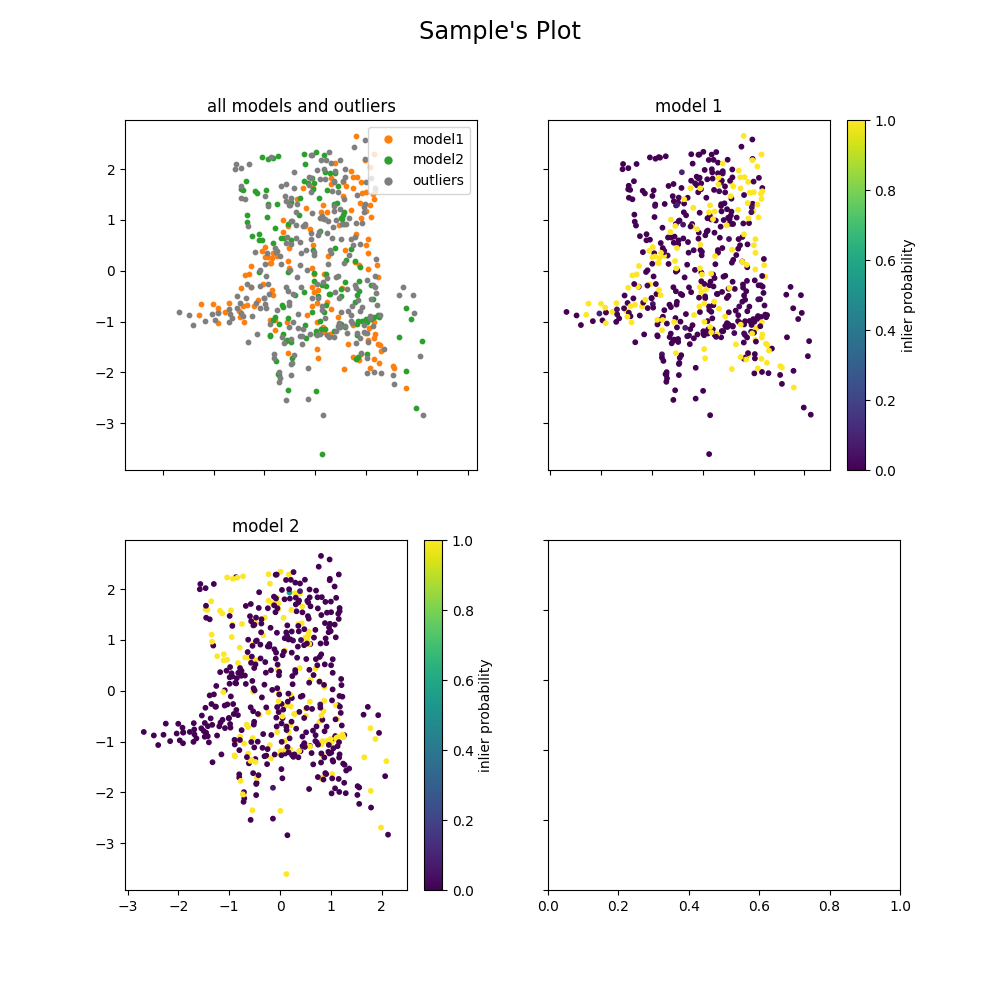 Sample's Plot
all models and outliers
model1
model2
outliers
2
1
0
−1
−2
−3
model 1
1.0
0.8
0.6
0.4
0.2
0.0
inlier probability
model 2
2
1
0
−1
−2
−3
−3 −2 −1 0 1 2
1.0
0.8
0.6
0.4
0.2
0.0
inlier probability
0.0 0.2 0.4 0.6 0.8 1.0